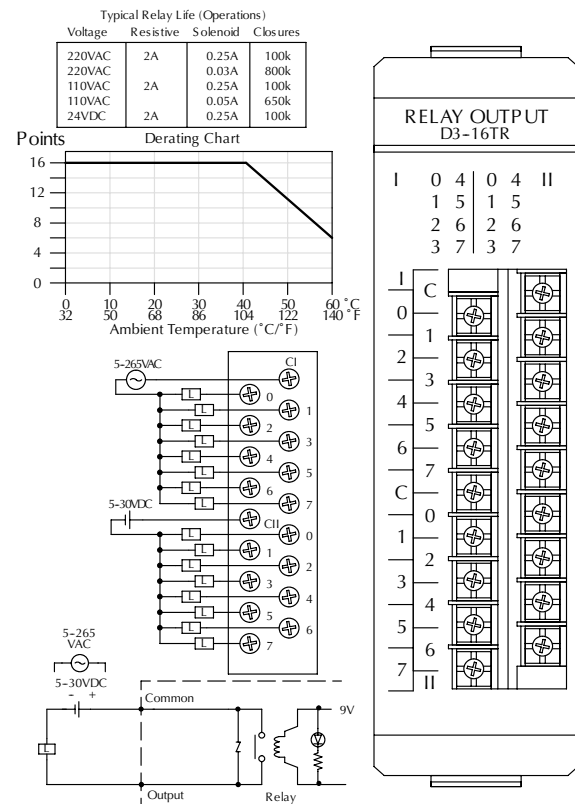 Typical Relay Life (Operations)
Voltage Resistive Solenoid Closures
220VAC 2A 0.25A 100k
220VAC 0.03A 800k
110VAC 2A 0.25A 100k
110VAC 0.05A 650k
24VDC 2A 0.25A 100k
Points Derating Chart
16
12
8
4
0
0 10 20 30 40 50 60˚C
32 50 68 86 104 122 140˚F
Ambient Temperature (˚C/˚F)
5-265VAC
CI
L 0
L 1
L 2
L 3
L 4
L 5
L 6
L 7
5-30VDC
CII
L 0
L 1
L 2
L 3
L 4
L 5
L 6
L 7
5-265
VAC
5-30VDC
- +
Common
9V
L
Output
Relay
RELAY OUTPUT
D3-16TR
I 0 4 0 4 II
1 5 1 5
2 6 2 6
3 7 3 7
I
C
0
1
2
3
4
5
6
7
C
0
1
2
3
4
5
6
7
II